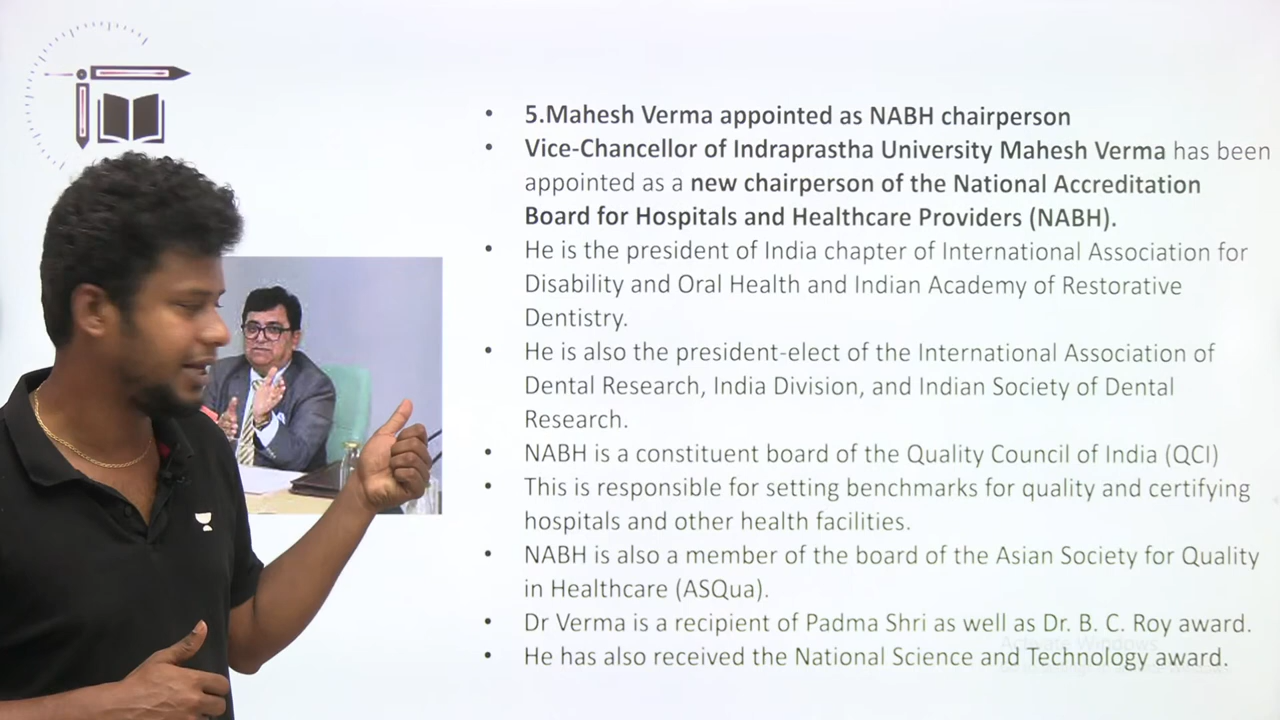 5.Mahesh Verma appointed as NABH chairperson
Vice-Chancellor of Indraprastha University Mahesh Verma has been
appointed as a new chairperson of the National Accreditation
Board for Hospitals and Healthcare Providers (NABH).
He is the president of India chapter of International Association for
Disability and Oral Health and Indian Academy of Restorative
Dentistry.
He is also the president-elect of the International Association of
Dental Research, India Division, and Indian Society of Dental
Research.
NABH is a constituent board of the Quality Council of India (QCI)
This is responsible for setting benchmarks for quality and certifying
hospitals and other health facilities.
NABH is also a member of the board of the Asian Society for Quality
in Healthcare (ASQua).
Dr Verma is a recipient of Padma Shri as well as Dr. B. C. Roy award.
Activate Windows
He has also received the National Science and Technology award.